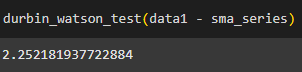 durbin_watson_test(data1 - sma_series)
2.252181937722884